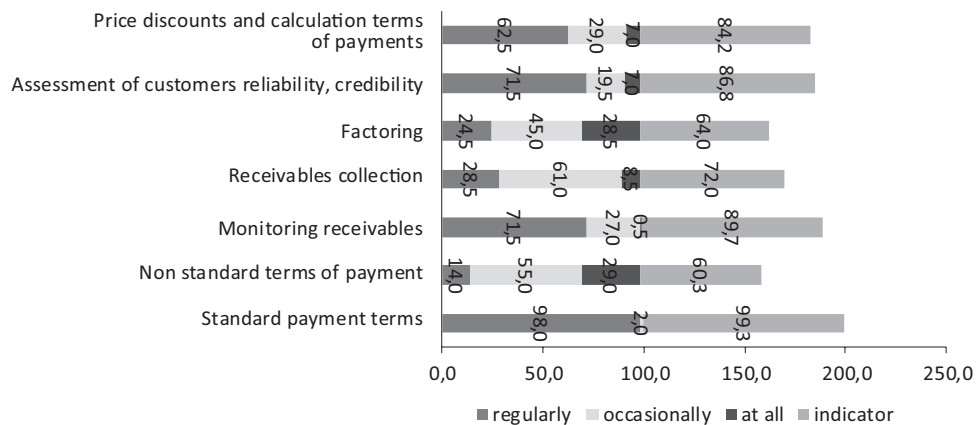 Price discounts and calculation terms
of payments
62,5 29,0 7,0 84,2
Assessment of customers reliability, credibility
71,5 19,5 7,0 86,8
Factoring
24,5 45,0 28,5 64,0
Receivables collection
28,5 61,0 8,5 72,0
Monitoring receivables
71,5 27,0 0,5 89,7
Non standard terms of payment
14,0 55,0 29,0 60,3
Standard payment terms
98,0 2,0 99,3
0,0 50,0 100,0 150,0 200,0 250,0
regularly occasionally at all indicator